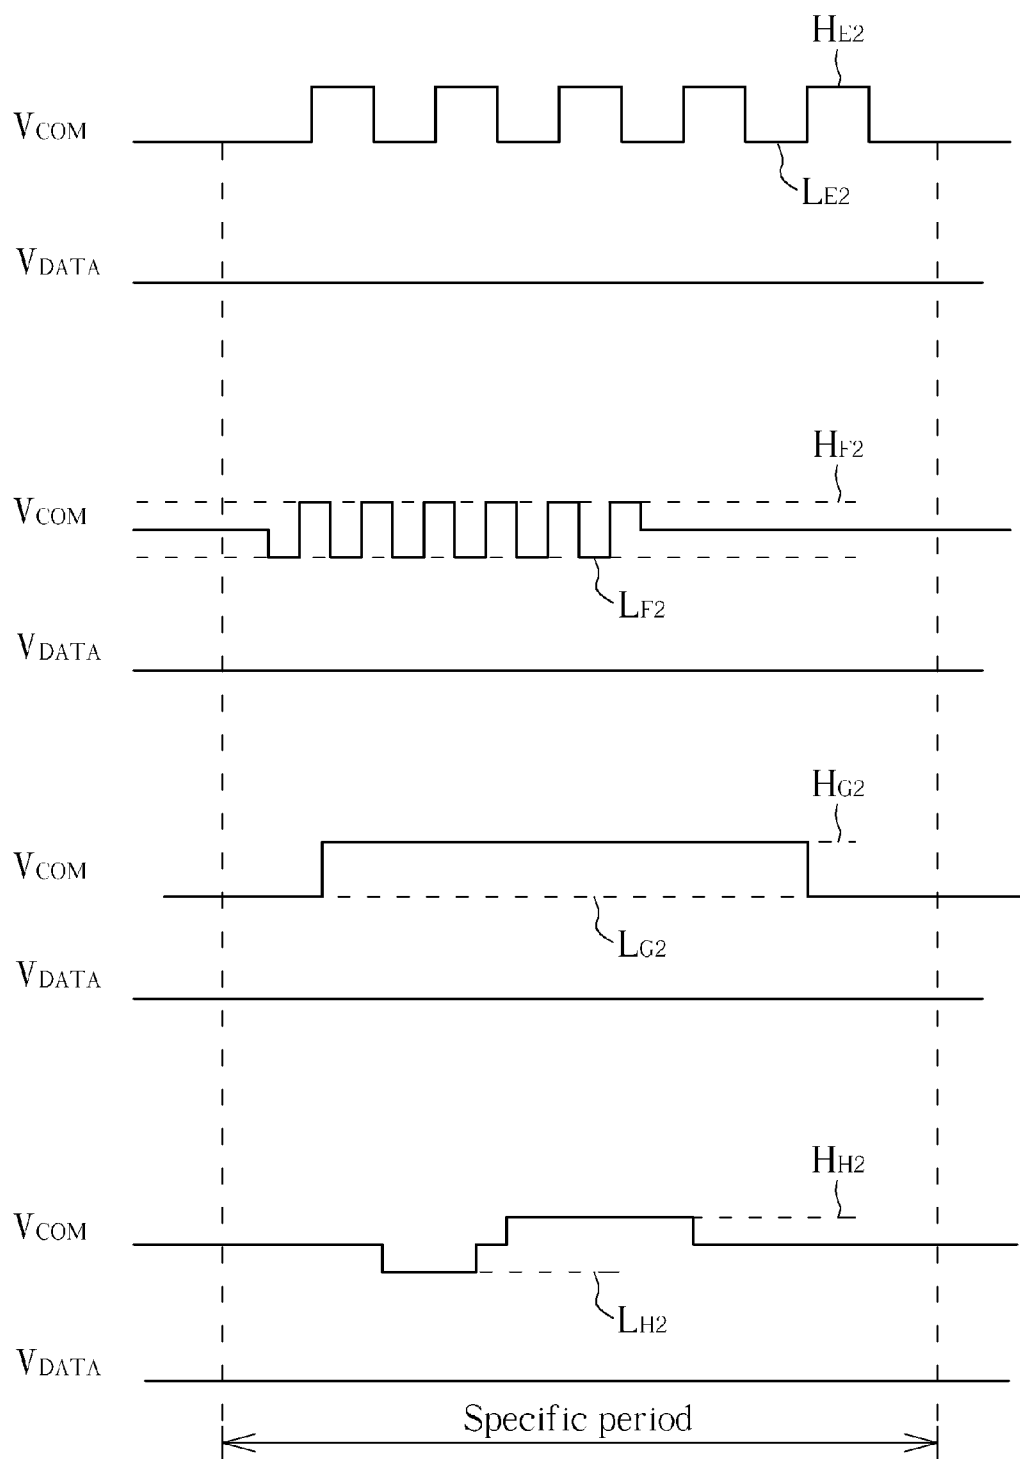 HE2
VCOM
LE2
VDATA
HF2
VCOM
LF2
VDATA
HG2
VCOM
LG2
VDATA
HH2
VCOM
LH2
VDATA
Specific period